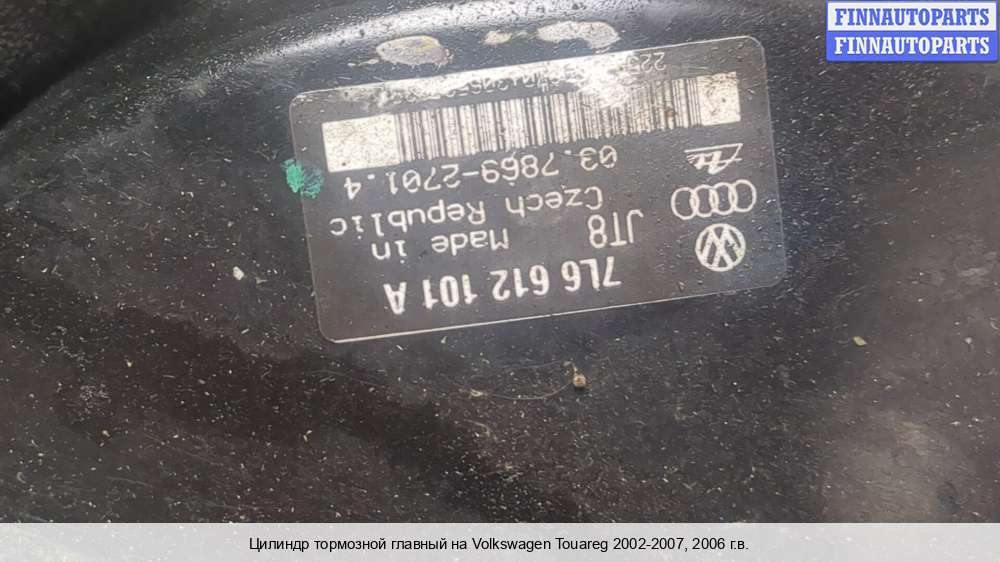 FINNAUTOPARTS
FINNAUTOPARTS
7L6 612 101 A
JT8 Made in
Czech Republic
03.7869-2701.4
Цилиндр тормозной главный на Volkswagen Touareg 2002-2007, 2006 г.в.